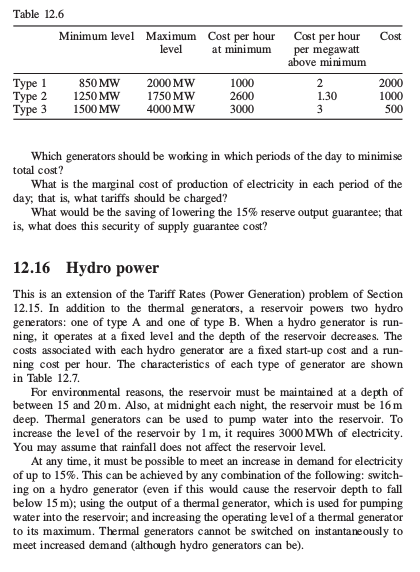 Table 12.6
Minimum level Maximum level Cost per hour at minimum Cost per hour per megawatt above minimum Cost
Type 1 850 MW 2000 MW 1000 2 2000
Type 2 1250 MW 1750 MW 2600 1.30 1000
Type 3 1500 MW 4000 MW 3000 3 500
Which generators should be working in which periods of the day to minimise
total cost?
What is the marginal cost of production of electricity in each period of the
day; that is, what tariffs should be charged?
What would be the saving of lowering the 15% reserve output guarantee; that
is, what does this security of supply guarantee cost?
12.16 Hydro power
This is an extension of the Tariff Rates (Power Generation) problem of Section
12.15. In addition to the thermal generators, a reservoir powers two hydro
generators: one of type A and one of type B. When a hydro generator is run-
ning, it operates at a fixed level and the depth of the reservoir decreases. The
costs associated with each hydro generator are a fixed start-up cost and a run-
ning cost per hour. The characteristics of each type of generator are shown
in Table 12.7.
For environmental reasons, the reservoir must be maintained at a depth of
between 15 and 20 m. Also, at midnight each night, the reservoir must be 16 m
deep. Thermal generators can be used to pump water into the reservoir. To
increase the level of the reservoir by 1 m, it requires 3000 MWh of electricity.
You may assume that rainfall does not affect the reservoir level.
At any time, it must be possible to meet an increase in demand for electricity
of up to 15%. This can be achieved by any combination of the following: switch-
ing on a hydro generator (even if this would cause the reservoir depth to fall
below 15 m); using the output of a thermal generator, which is used for pumping
water into the reservoir; and increasing the operating level of a thermal generator
to its maximum. Thermal generators cannot be switched on instantaneously to
meet increased demand (although hydro generators can be).